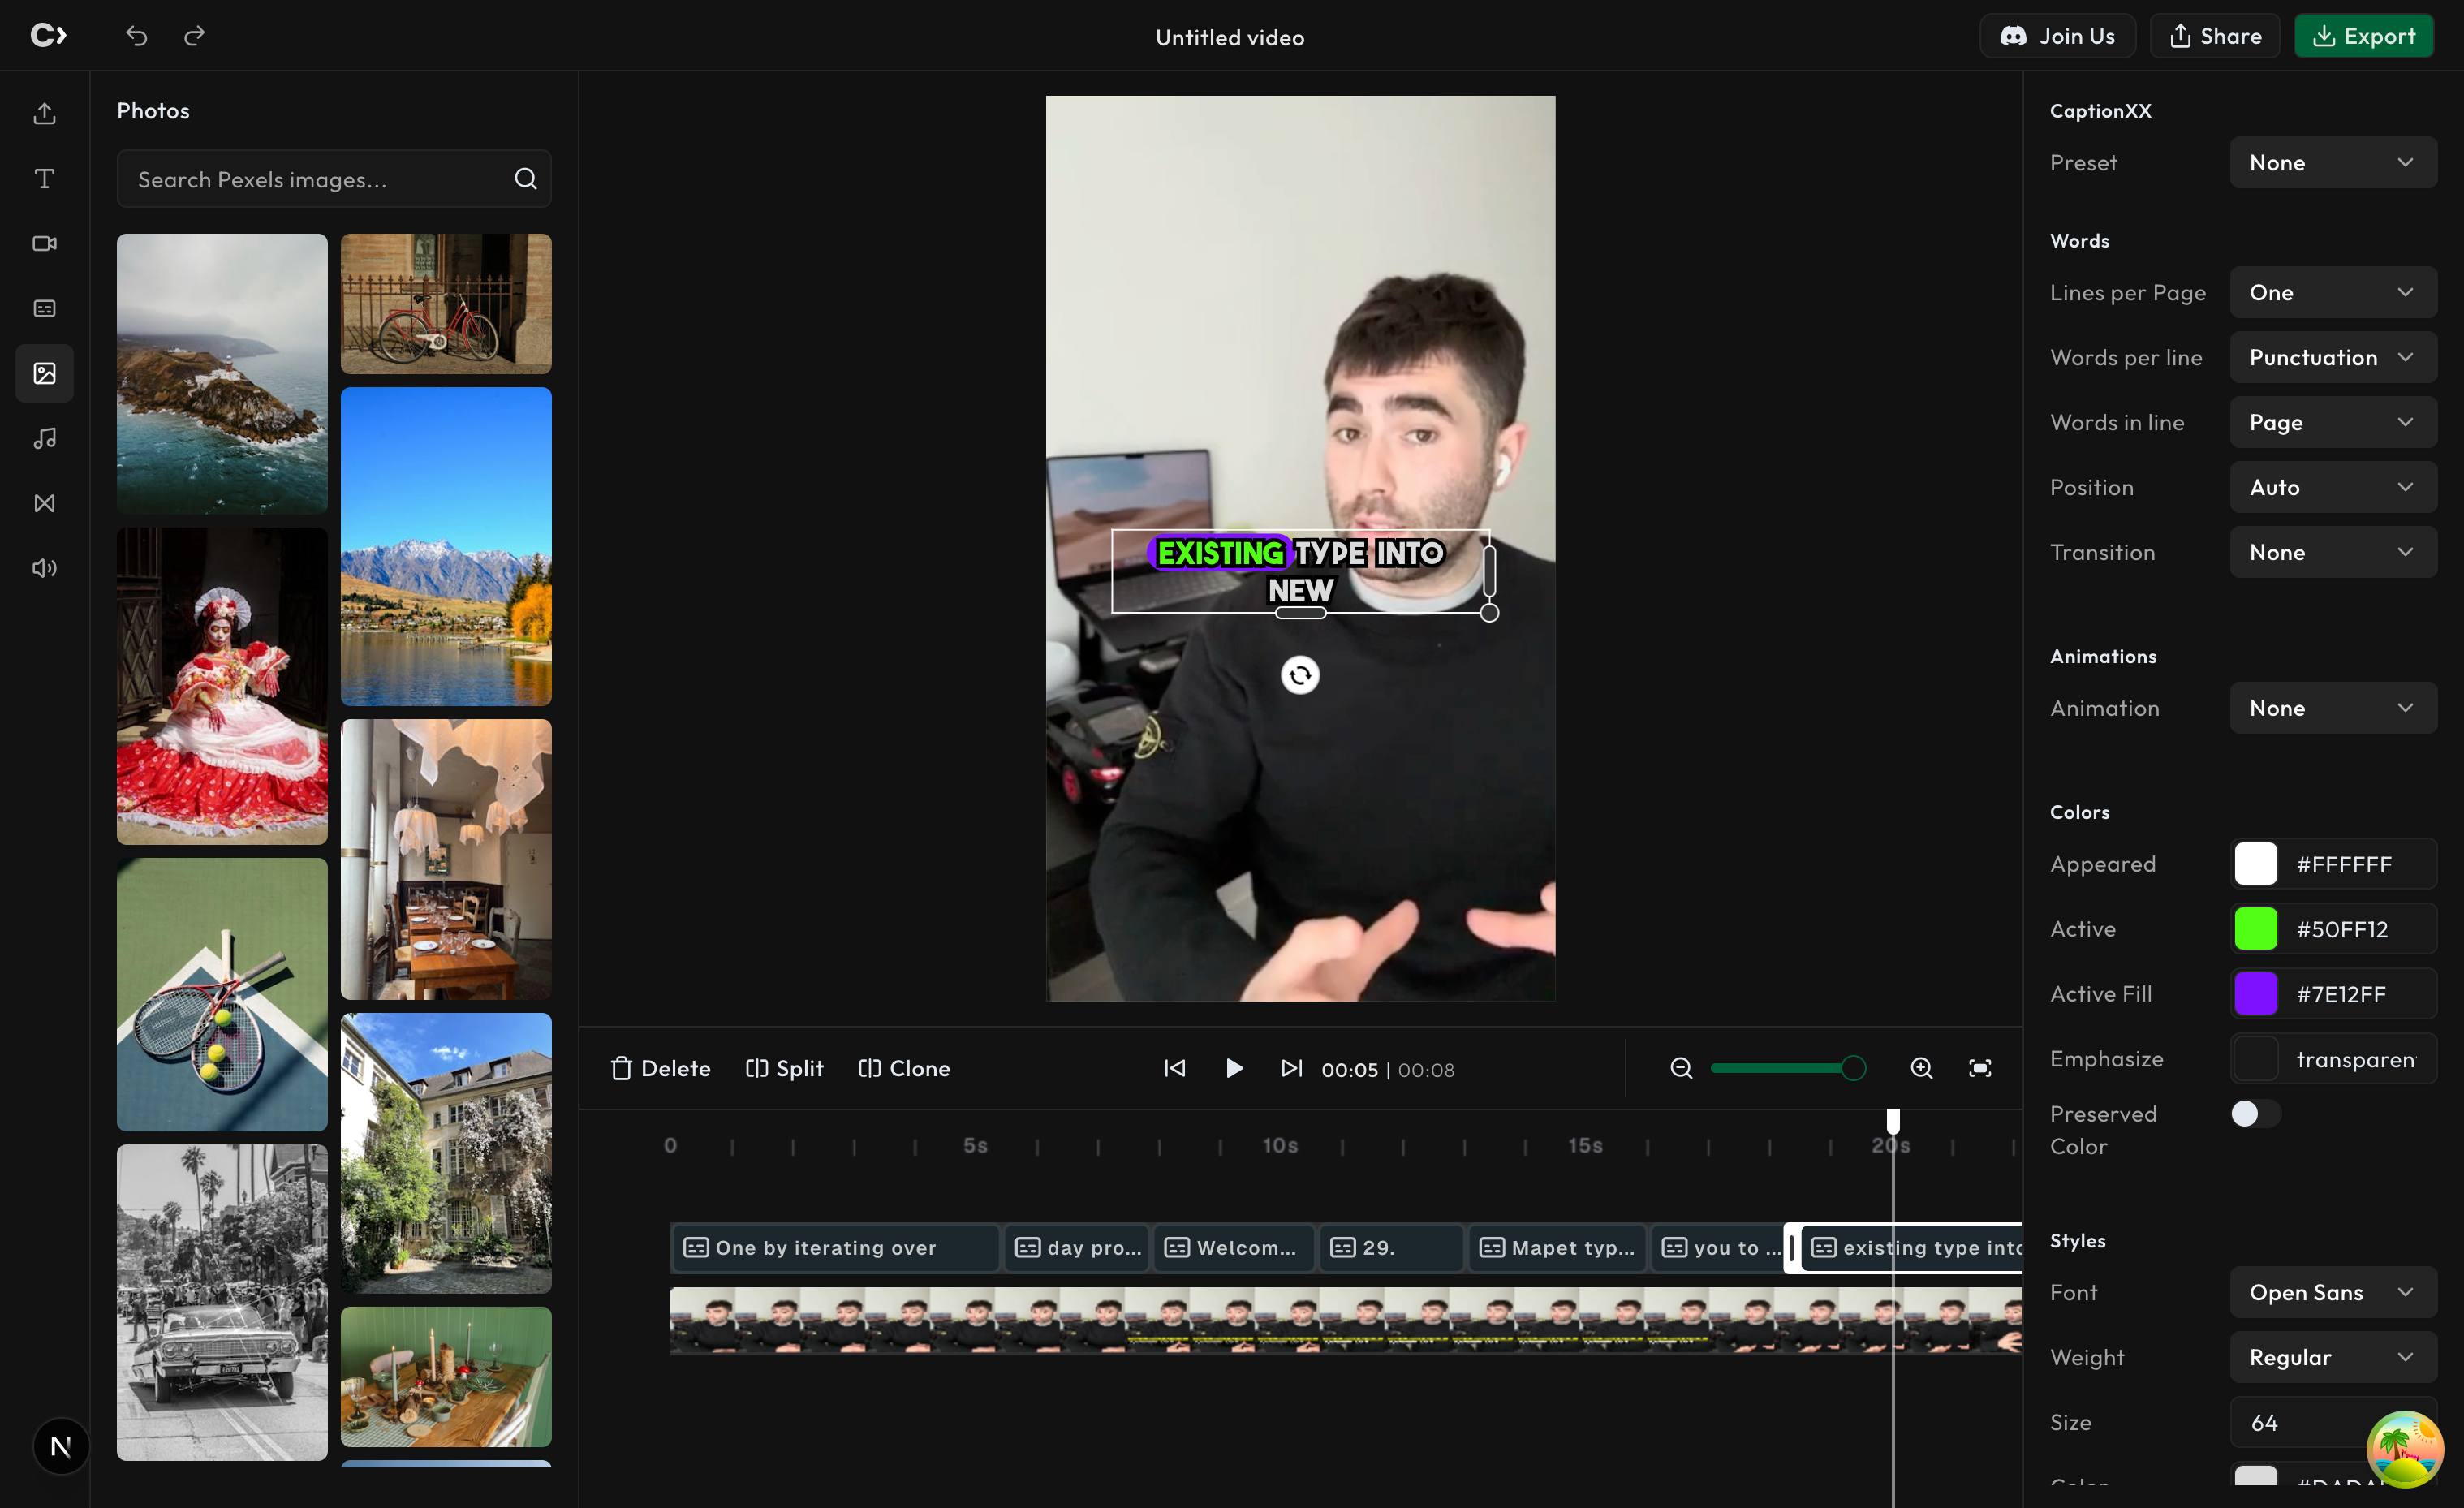 Untitled video
Join Us
Share
Export
Photos
Search Pexels images...
EXISTING TYPE INTO
NEW
Delete
Split
Clone
00:05 | 00:08
0
5s
10s
15s
20s
One by iterating over
day pro...
Welcom...
29.
Mapet typ...
you to ...
existing type into
CaptionXX
Preset
None
Words
Lines per Page
One
Words per line
Punctuation
Words in line
Page
Position
Auto
Transition
None
Animations
Animation
None
Colors
Appeared
#FFFFFF
Active
#50FF12
Active Fill
#7E12FF
Emphasize
transparen
Preserved
Color
Styles
Font
Open Sans
Weight
Regular
Size
64
N